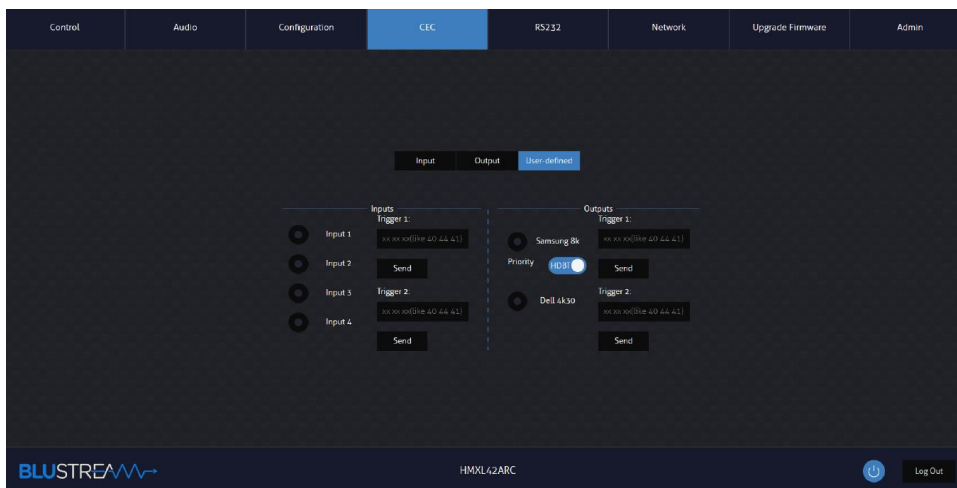 Control Audio Configuration CEC RS232 Network Upgrade Firmware Admin
Input Output User-defined
Inputs
Trigger 1:
Input 1 xx xx xx(like 40 44 41)
Input 2 Send
Input 3 Trigger 2:
xx xx xx(like 40 44 41)
Input 4
Send
Outputs
Trigger 1:
Samsung 8k xx xx xx(like 40 44 41)
Priority HDBT Send
Dell 4k30 Trigger 2:
xx xx xx(like 40 44 41)
Send
BLUSTREAM HMXL42ARC Log Out